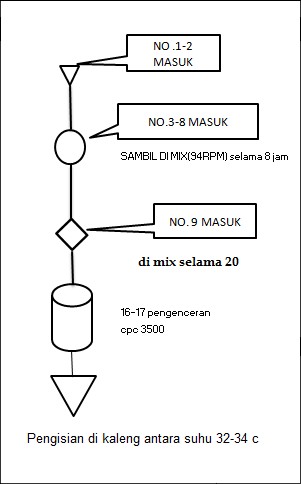 NO .1-2
MASUK
NO.3-8 MASUK
SAMBIL DI MIX(94RPM) selama 8 jam
NO. 9 MASUK
di mix selama 20
16-17 pengenceran
cpc 3500
Pengisian di kaleng antara suhu 32-34 c